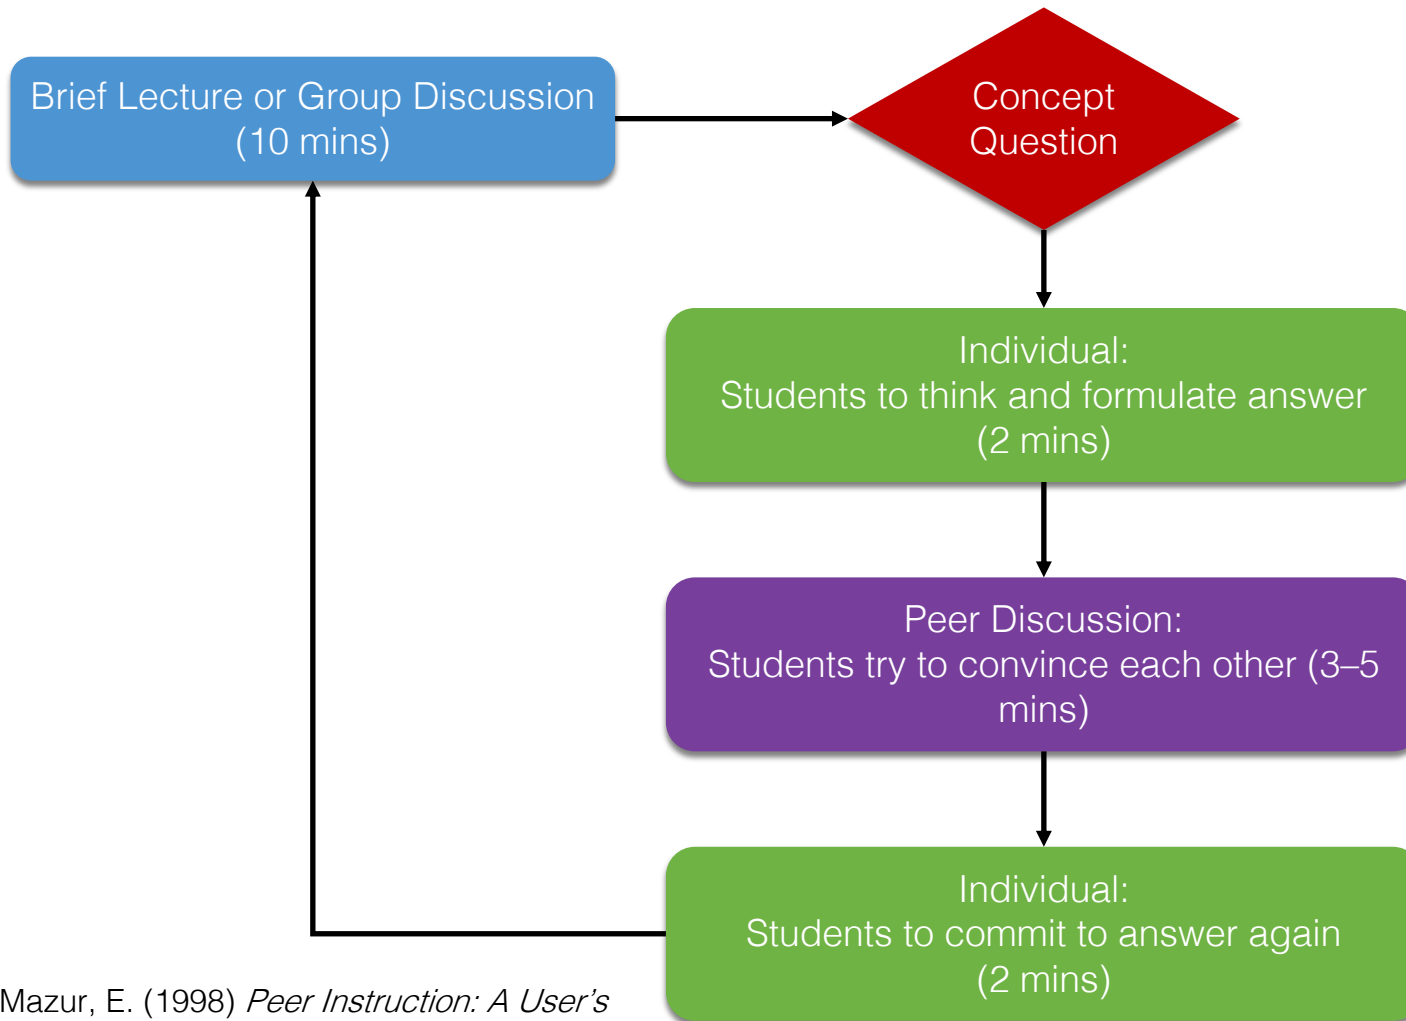 Brief Lecture or Group Discussion
(10 mins)
Concept
Question
Individual:
Students to think and formulate answer
(2 mins)
Peer Discussion:
Students try to convince each other (3–5
mins)
Individual:
Students to commit to answer again
(2 mins)
Mazur, E. (1998) Peer Instruction: A User's